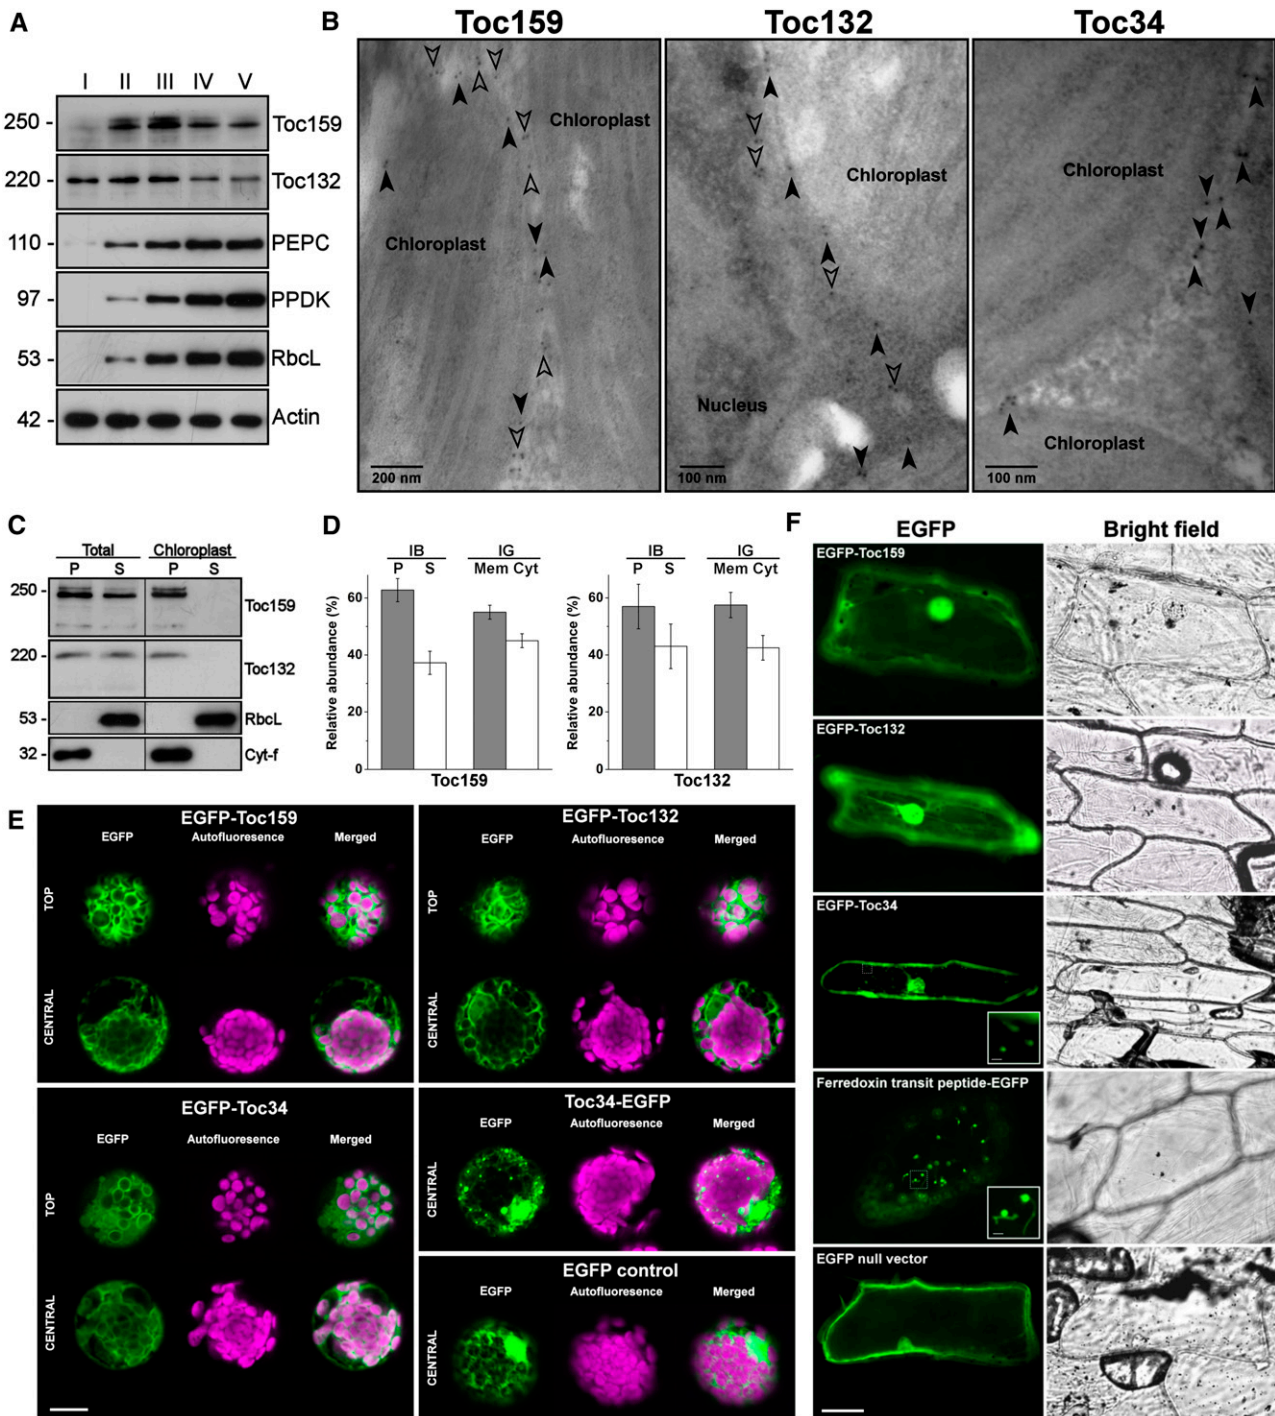 A
I II III IV V
250 - Toc159
220 - Toc132
110 - PEPC
97 - PPDK
53 - RbcL
42 - Actin
B
Toc159 Toc132 Toc34
Chloroplast
Chloroplast
200 nm
Chloroplast
Nucleus
100 nm
Chloroplast
Chloroplast
100 nm
C
Total Chloroplast
P S P S
250 - Toc159
220 - Toc132
53 - RbcL
32 - Cyt-f
D
IB IG
P S Mem Cyt
Relative abundance (%)
60
40
20
0
Toc159
IB IG
P S Mem Cyt
Relative abundance (%)
60
40
20
0
Toc132
E
EGFP-Toc159
EGFP Autofluoresence Merged
TOP
CENTRAL
EGFP-Toc132
EGFP Autofluoresence Merged
TOP
CENTRAL
EGFP-Toc34
EGFP Autofluoresence Merged
TOP
CENTRAL
Toc34-EGFP
EGFP Autofluoresence Merged
CENTRAL
EGFP control
EGFP Autofluoresence Merged
CENTRAL
F
EGFP Bright field
EGFP-Toc159
EGFP-Toc132
EGFP-Toc34
Ferredoxin transit peptide-EGFP
EGFP null vector